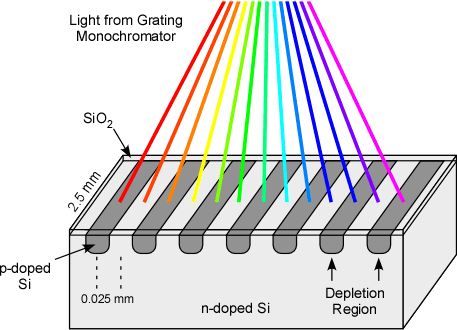 Light from Grating
Monochromator
SiO2
2.5 mm
p-doped
Si
0.025 mm
n-doped Si
Depletion
Region